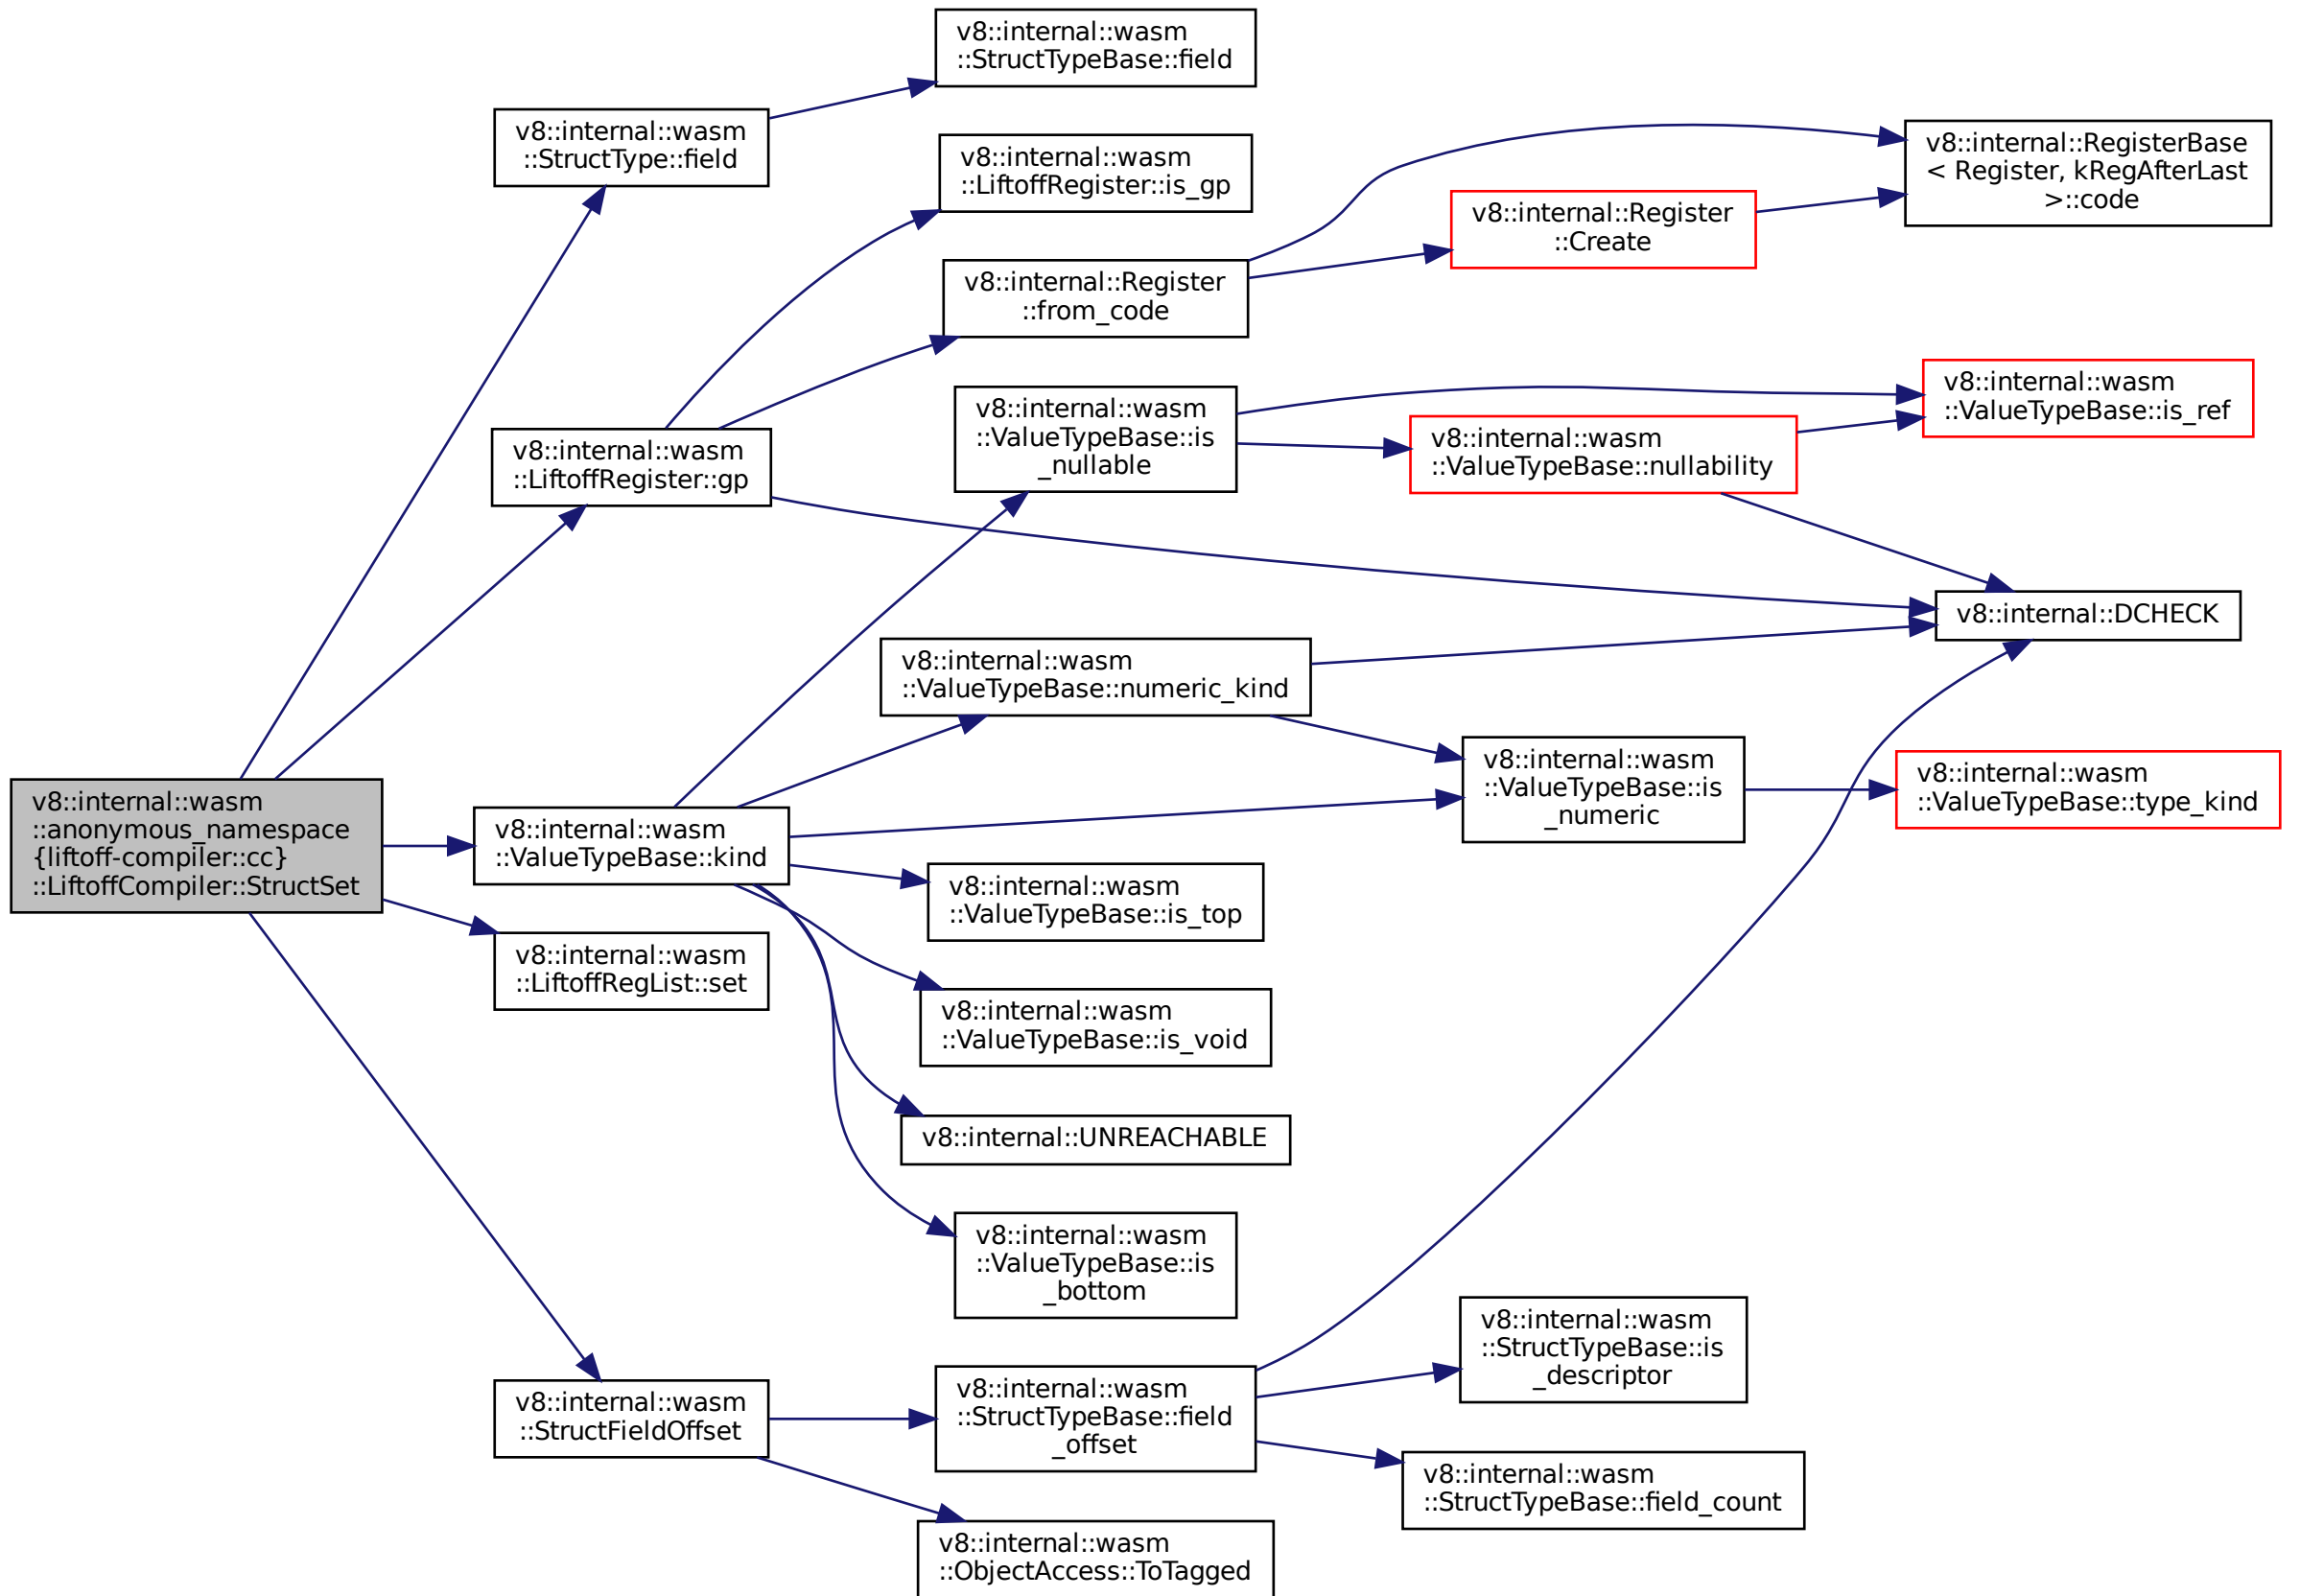 v8::internal::wasm
::anonymous_namespace
{liftoff-compiler::cc}
::LiftoffCompiler::StructSet
v8::internal::wasm
::StructType::field
v8::internal::wasm
::StructTypeBase::field
v8::internal::wasm
::LiftoffRegister::gp
v8::internal::wasm
::LiftoffRegister::is_gp
v8::internal::Register
::from_code
v8::internal::Register
::Create
v8::internal::RegisterBase
< Register, kRegAfterLast
>::code
v8::internal::wasm
::ValueTypeBase::kind
v8::internal::wasm
::ValueTypeBase::is
_nullable
v8::internal::wasm
::ValueTypeBase::nullability
v8::internal::wasm
::ValueTypeBase::is_ref
v8::internal::DCHECK
v8::internal::wasm
::ValueTypeBase::numeric_kind
v8::internal::wasm
::ValueTypeBase::is
_numeric
v8::internal::wasm
::ValueTypeBase::type_kind
v8::internal::wasm
::ValueTypeBase::is_top
v8::internal::wasm
::ValueTypeBase::is_void
v8::internal::UNREACHABLE
v8::internal::wasm
::ValueTypeBase::is
_bottom
v8::internal::wasm
::LiftoffRegList::set
v8::internal::wasm
::StructFieldOffset
v8::internal::wasm
::StructTypeBase::field
_offset
v8::internal::wasm
::StructTypeBase::is
_descriptor
v8::internal::wasm
::StructTypeBase::field_count
v8::internal::wasm
::ObjectAccess::ToTagged